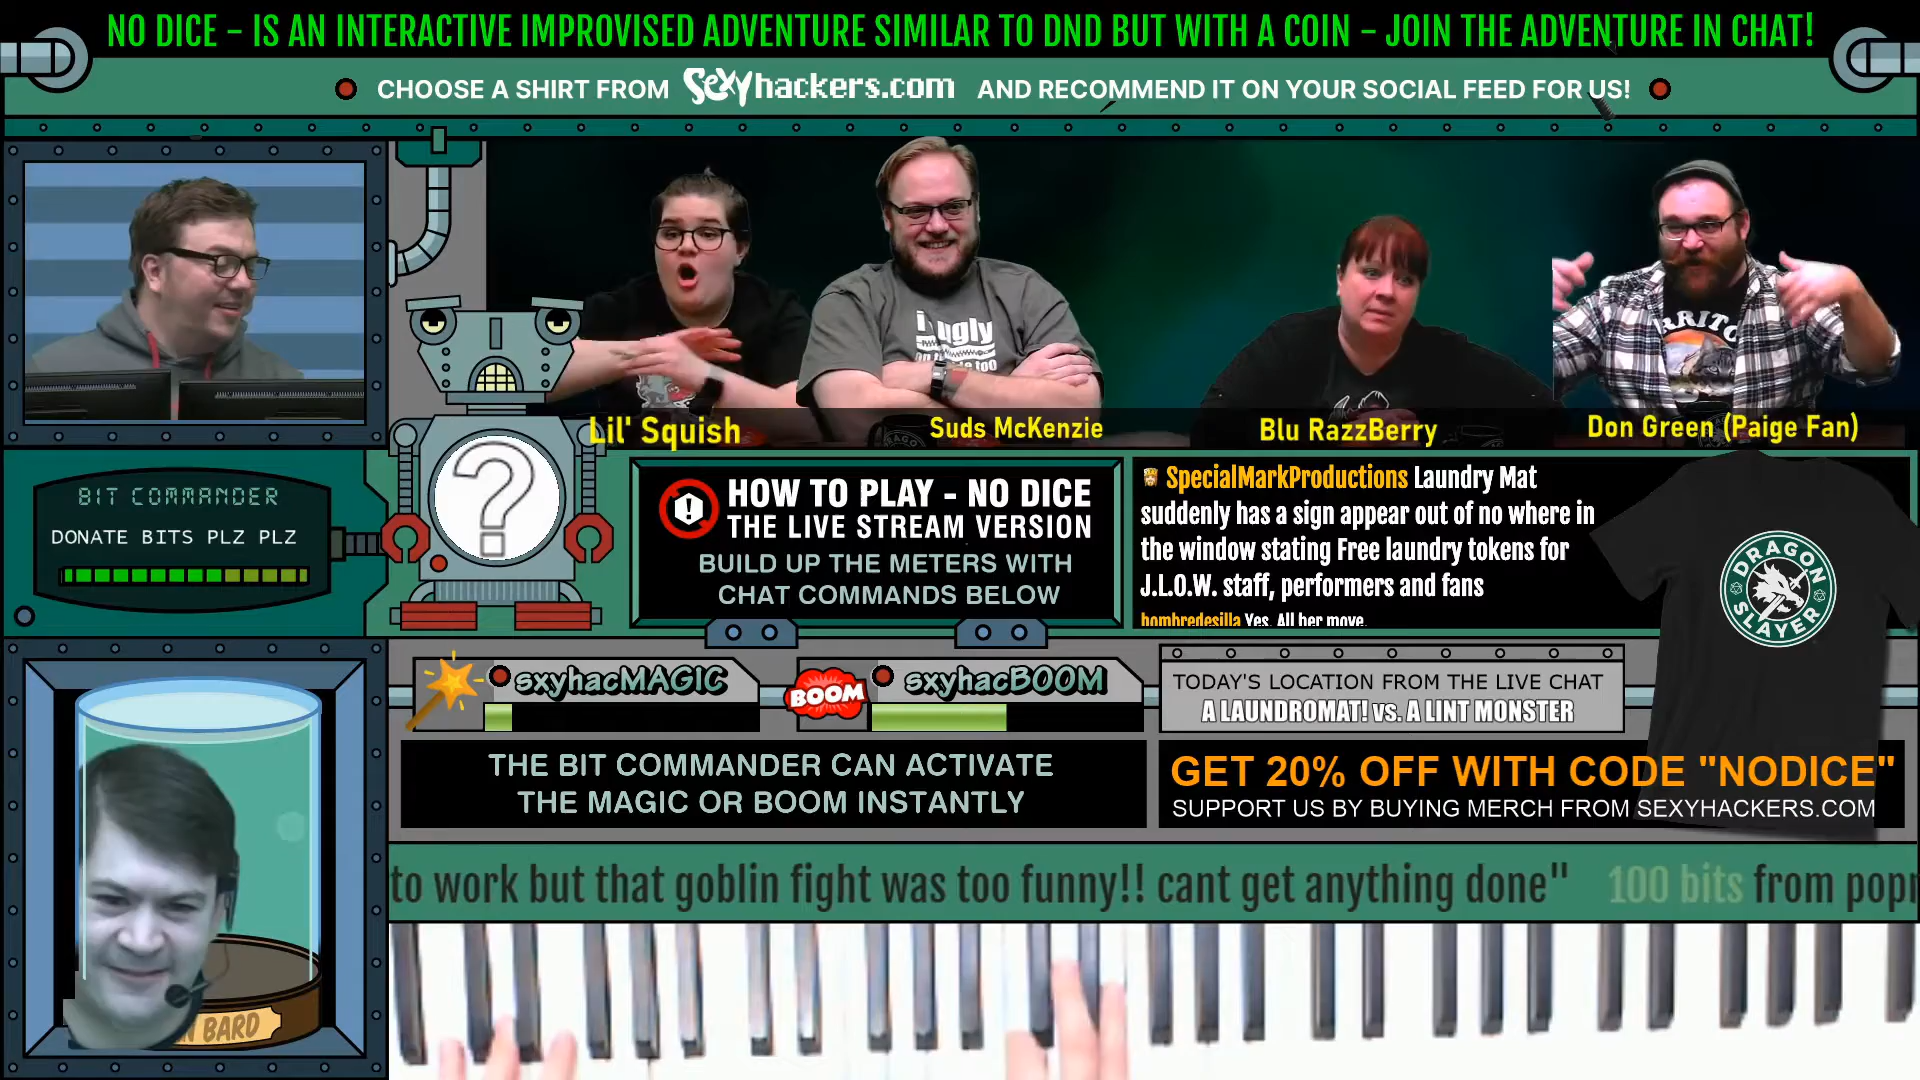 NO DICE - IS AN INTERACTIVE IMPROVISED ADVENTURE SIMILAR TO DND BUT WITH A COIN - JOIN THE ADVENTURE IN CHAT!
CHOOSE A SHIRT FROM Sexyhackers.com AND RECOMMEND IT ON YOUR SOCIAL FEED FOR US!
Lil' Squish
Suds McKenzie
Blu RazzBerry
Don Green (Paige Fan)
BIT COMMANDER
DONATE BITS PLZ PLZ
?
HOW TO PLAY - NO DICE
THE LIVE STREAM VERSION
BUILD UP THE METERS WITH
CHAT COMMANDS BELOW
SpecialMarkProductions Laundry Mat
suddenly has a sign appear out of no where in
the window stating Free laundry tokens for
J.L.O.W. staff, performers and fans
hombredesilla Yes. All her move.
DRAGON
SLAYER
sxyhacMAGIC
BOOM
sxyhacBOOM
TODAY'S LOCATION FROM THE LIVE CHAT
A LAUNDROMAT! vs. A LINT MONSTER
THE BIT COMMANDER CAN ACTIVATE
THE MAGIC OR BOOM INSTANTLY
GET 20% OFF WITH CODE "NODICE"
SUPPORT US BY BUYING MERCH FROM SEXYHACKERS.COM
to work but that goblin fight was too funny!! cant get anything done" 100 bits from
BARD